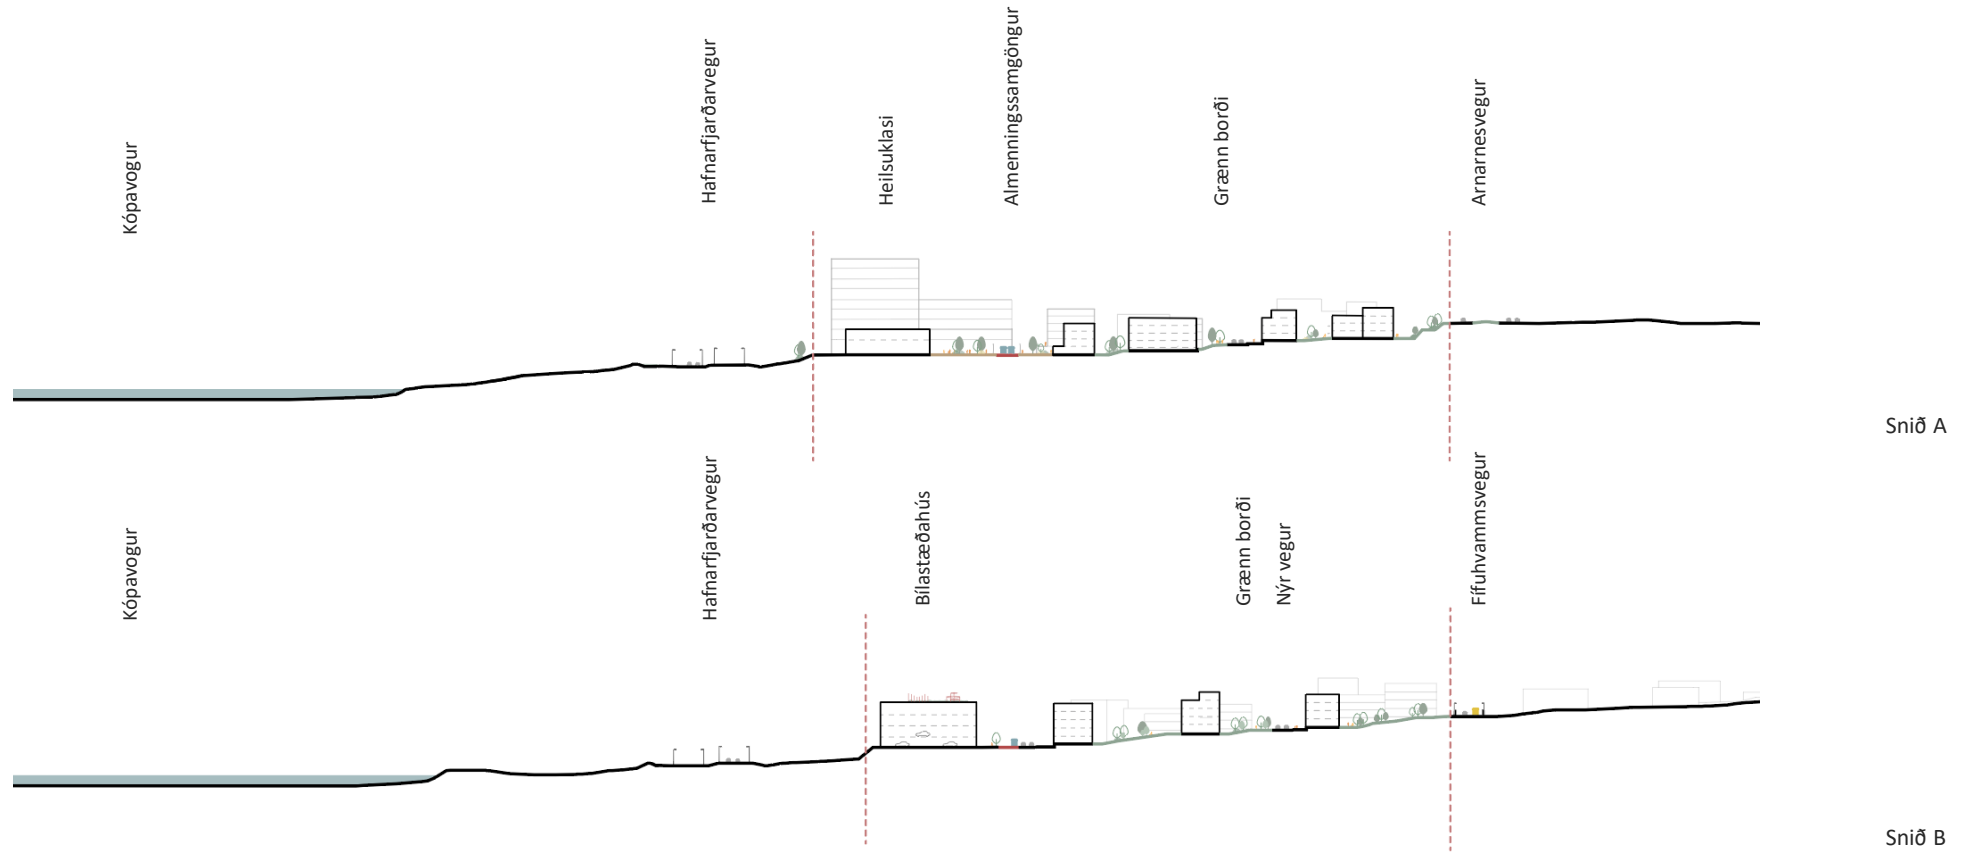 Kópavogur
Hafnarfjarðarvegur
Heilsuklasi
Almenningssamgöngur
Grænn borði
Arnarnesvegur
Snið A
Kópavogur
Hafnarfjarðarvegur
Bílastæðahús
Grænn borði
Nýr vegur
Fífuhvammsvegur
Snið B